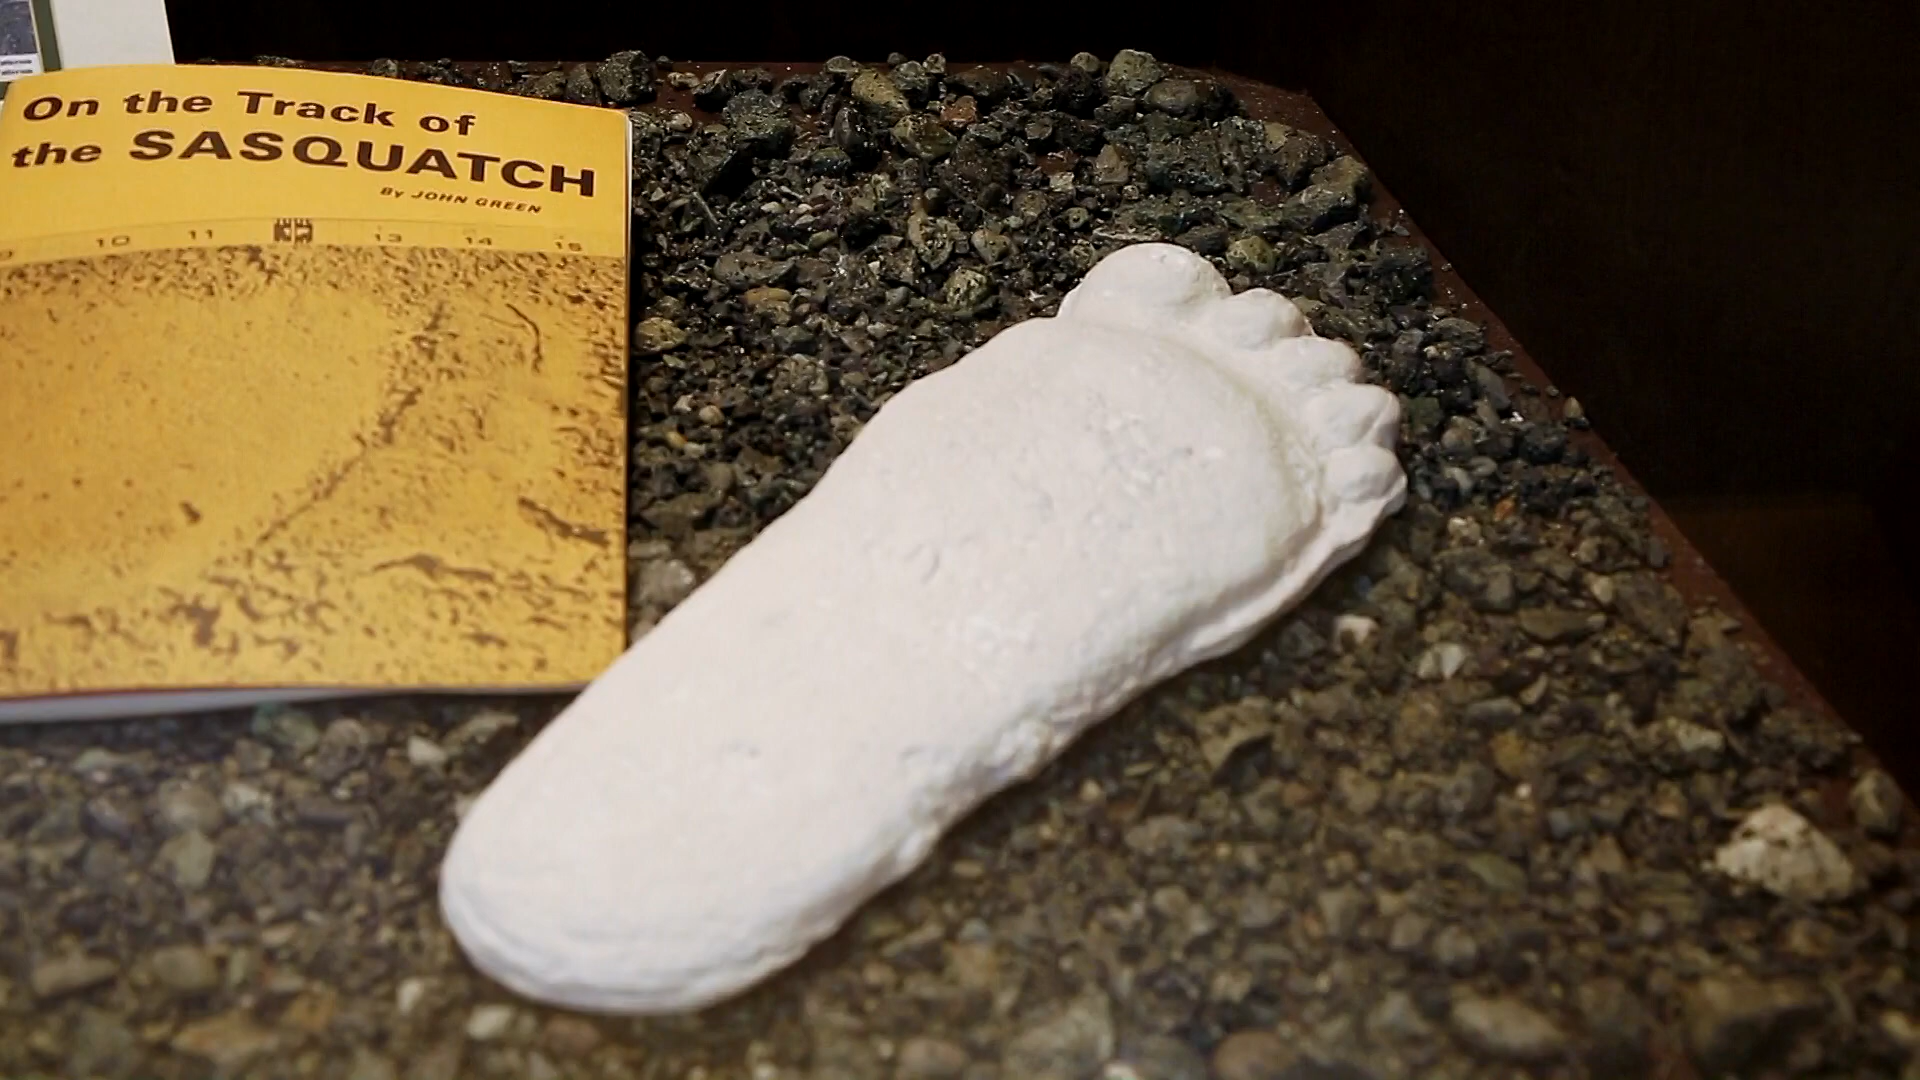 On the Track of
the SASQUATCH
By JOHN GREEN
10 11 13 14 15